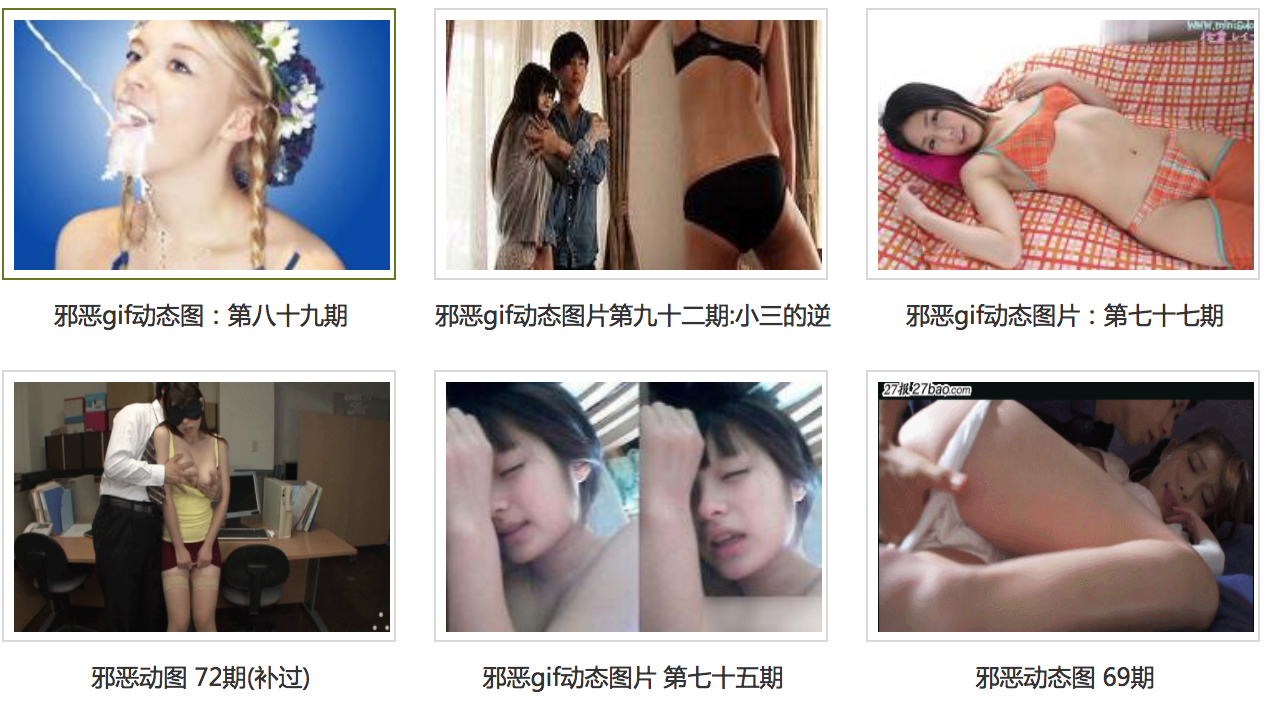 邪恶gif动态图：第八十九期
邪恶gif动态图片第九十二期:小三的逆
邪恶gif动态图片：第七十七期
27报 27bao.com
邪恶动图 72期(补过)
邪恶gif动态图片 第七十五期
邪恶动态图 69期